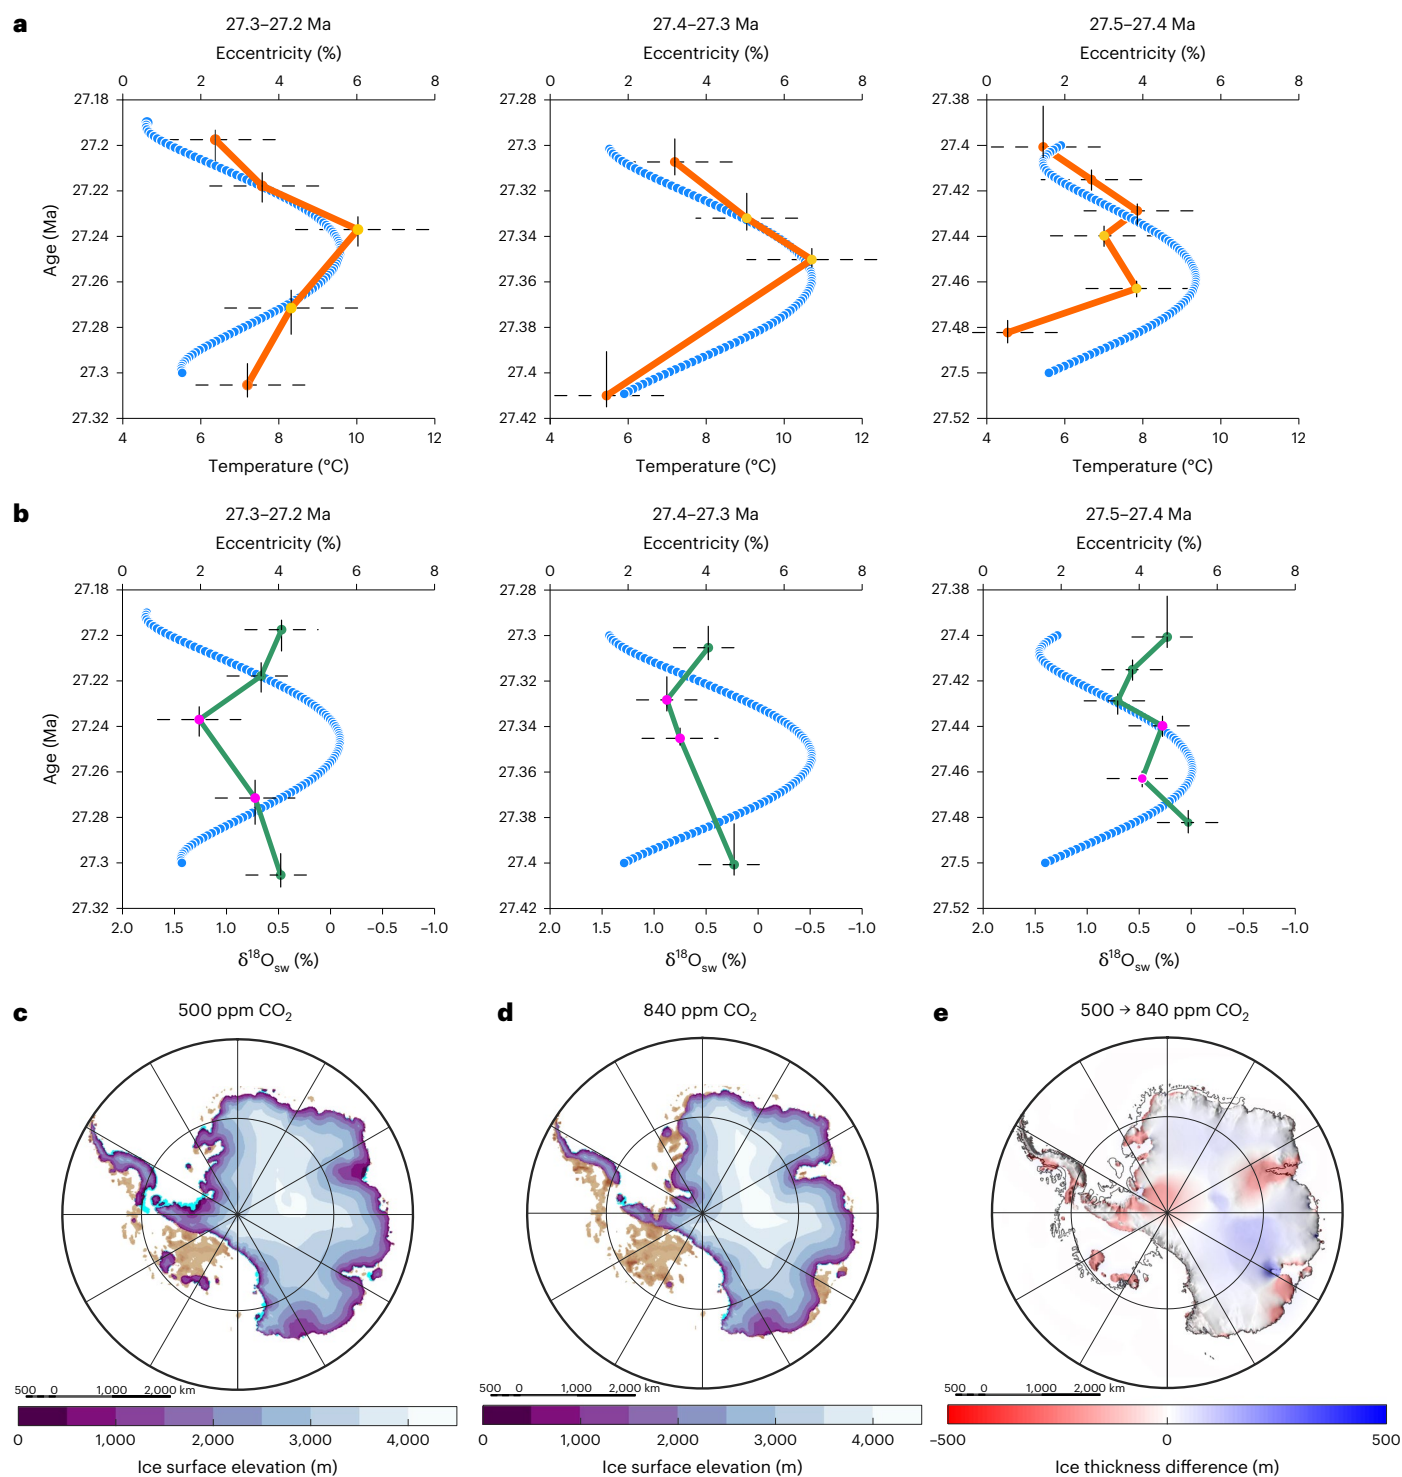 a
27.3–27.2 Ma
Eccentricity (%)
0 2 4 6 8
27.18
27.2
27.22
27.24
27.26
27.28
27.3
27.32
Age (Ma)
4 6 8 10 12
Temperature (°C)
27.4–27.3 Ma
Eccentricity (%)
0 2 4 6 8
27.28
27.3
27.32
27.34
27.36
27.38
27.4
27.42
4 6 8 10 12
Temperature (°C)
27.5–27.4 Ma
Eccentricity (%)
0 2 4 6 8
27.38
27.4
27.42
27.44
27.46
27.48
27.5
27.52
4 6 8 10 12
Temperature (°C)
b
27.3–27.2 Ma
Eccentricity (%)
0 2 4 6 8
27.18
27.2
27.22
27.24
27.26
27.28
27.3
27.32
Age (Ma)
2.0 1.5 1.0 0.5 0 −0.5 −1.0
δ¹⁸O_sw (%)
27.4–27.3 Ma
Eccentricity (%)
0 2 4 6 8
27.28
27.3
27.32
27.34
27.36
27.38
27.4
27.42
2.0 1.5 1.0 0.5 0 −0.5 −1.0
δ¹⁸O_sw (%)
27.5–27.4 Ma
Eccentricity (%)
0 2 4 6 8
27.38
27.4
27.42
27.44
27.46
27.48
27.5
27.52
2.0 1.5 1.0 0.5 0 −0.5 −1.0
δ¹⁸O_sw (%)
c
500 ppm CO₂
500 0 1,000 2,000 km
0 1,000 2,000 3,000 4,000
Ice surface elevation (m)
d
840 ppm CO₂
500 0 1,000 2,000 km
0 1,000 2,000 3,000 4,000
Ice surface elevation (m)
e
500 → 840 ppm CO₂
500 0 1,000 2,000 km
−500 0 500
Ice thickness difference (m)